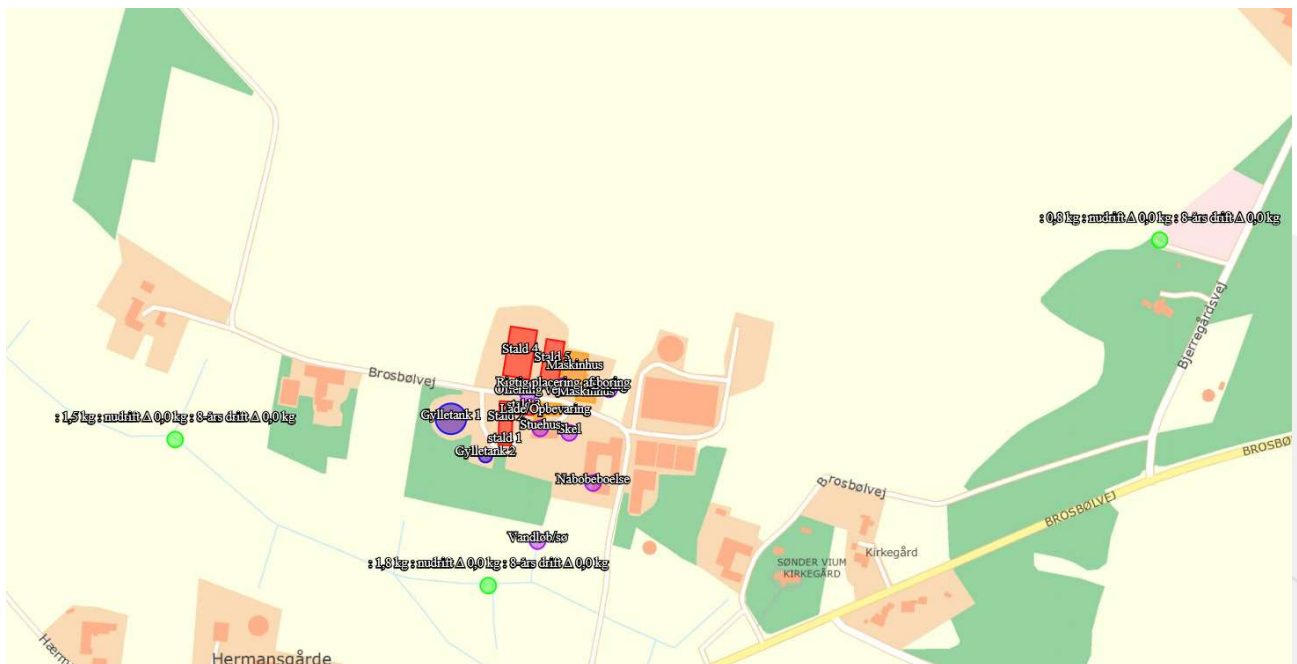 : 0,8 kg : nudrift Δ 0,0 kg : 8-års drift Δ 0,0 kg
Bjerregårdsvej
Stald 4
Stald 5
Maskinhus
Brosbølvej
Rigtig placering af boring
Maskinhus
Lade Opbevaring
Gylletank 1
: 1,5 kg : nudrift Δ 0,0 kg : 8-års drift Δ 0,0 kg
Stuehus
Skel
stald 1
Gylletank 2
Nabobeboelse
Brosbølvej
BROSBØ
BROSBØLVEJ
Vandløb/sø
Kirkegård
: 1,8 kg : nudrift Δ 0,0 kg : 8-års drift Δ 0,0 kg
SØNDER VIUM
KIRKEGÅRD
Hærm
Hermansgårde